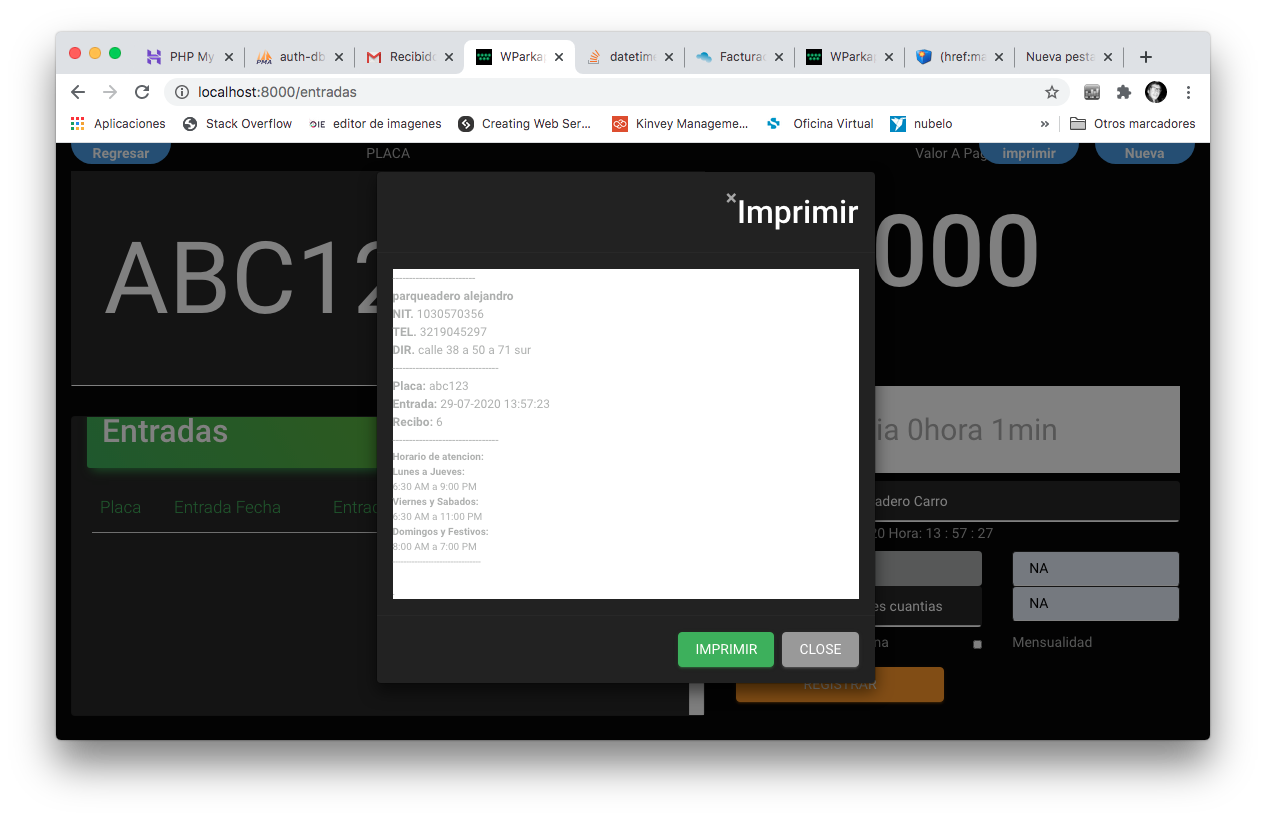 PHP My
auth-db
Recibido
WParkap
datetime
Facturac
WParkap
(href:ma
Nueva pesta
localhost:8000/entradas
Aplicaciones
Stack Overflow
editor de imagenes
Creating Web Ser...
Kinvey Manageme...
Oficina Virtual
nubelo
»
Otros marcadores
Regresar
PLACA
Valor A Pag
imprimir
Nueva
×Imprimir
ABC12
000
-------------------------
parqueadero alejandro
NIT. 1030570356
TEL. 3219045297
DIR. calle 38 a 50 a 71 sur
--------------------------------
Placa: abc123
Entrada: 29-07-2020 13:57:23
Recibo: 6
--------------------------------
Horario de atencion:
Lunes a Jueves:
6:30 AM a 9:00 PM
Viernes y Sabados:
6:30 AM a 11:00 PM
Domingos y Festivos:
8:00 AM a 7:00 PM
--------------------------------
Entradas
Placa Entrada Fecha Entrac
ia 0hora 1min
adero Carro
20 Hora: 13 : 57 : 27
NA
es cuantias
NA
na
Mensualidad
IMPRIMIR
CLOSE
REGISTRAR